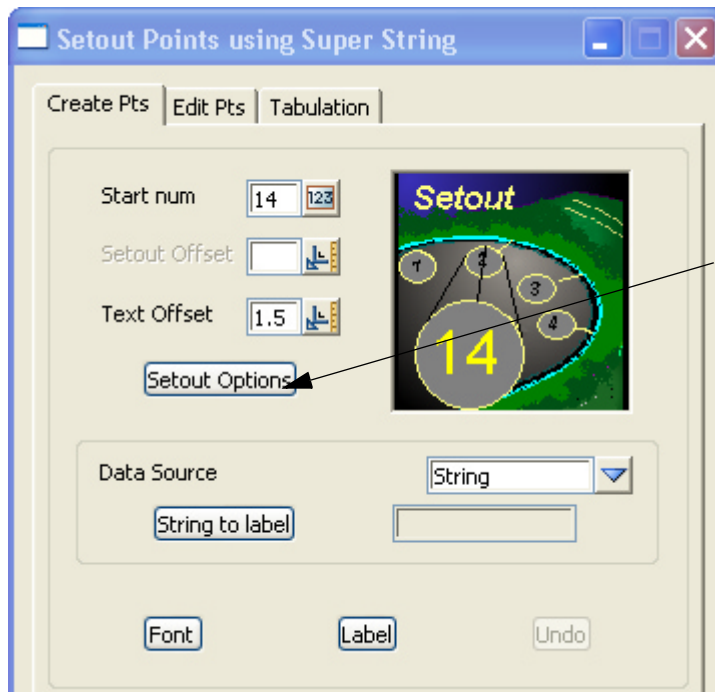 Setout Points using Super String
Create Pts Edit Pts Tabulation
Start num 14 123
Setout
Setout Offset
1 2 3 4
Text Offset 1.5
14
Setout Options
Data Source String
String to label
Font Label Undo